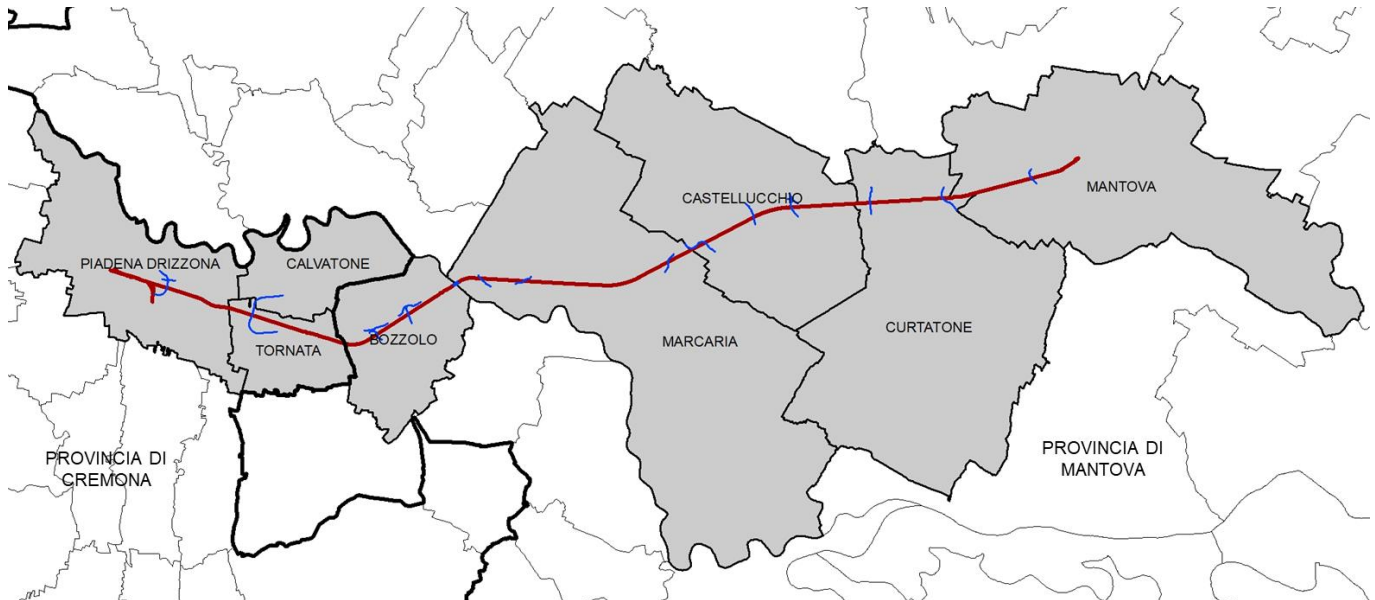 CASTELLUCCHIO
MANTOVA
PIADENA DRIZZONA
CALVATONE
CURTATONE
BOZZOLO
MARCARIA
TORNATA
PROVINCIA DI
MANTOVA
PROVINCIA DI
CREMONA